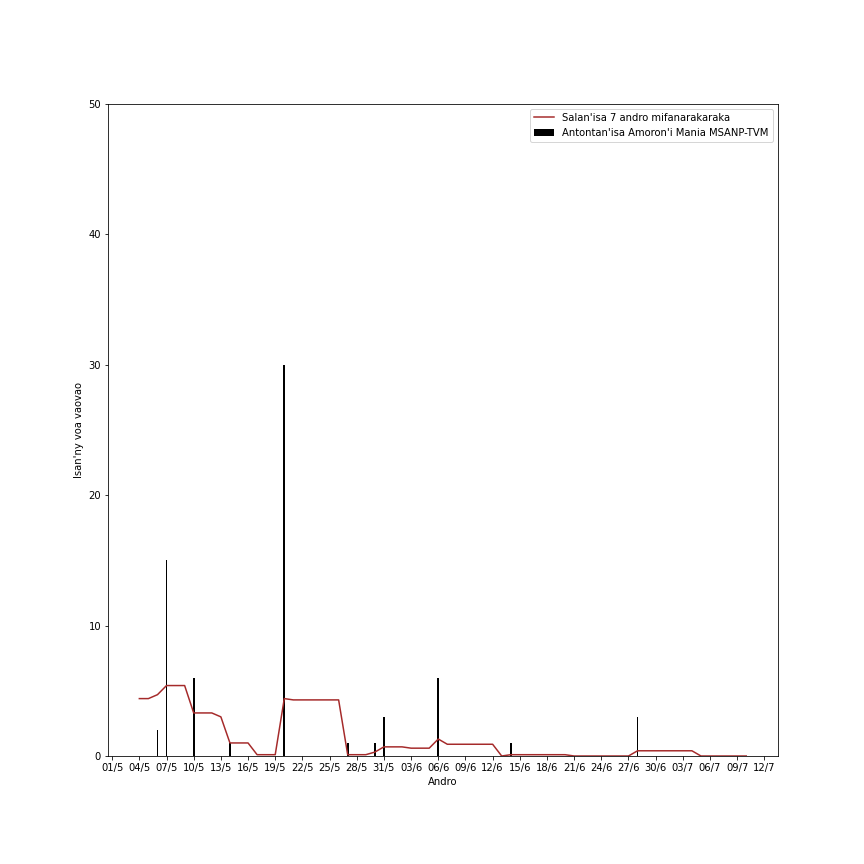 Salan'isa 7 andro mifanarakaraka
Antontan'isa Amoron'i Mania MSANP-TVM
50
40
30
20
10
0
Isan'ny voa vaovao
01/5 04/5 07/5 10/5 13/5 16/5 19/5 22/5 25/5 28/5 31/5 03/6 06/6 09/6 12/6 15/6 18/6 21/6 24/6 27/6 30/6 03/7 06/7 09/7 12/7
Andro